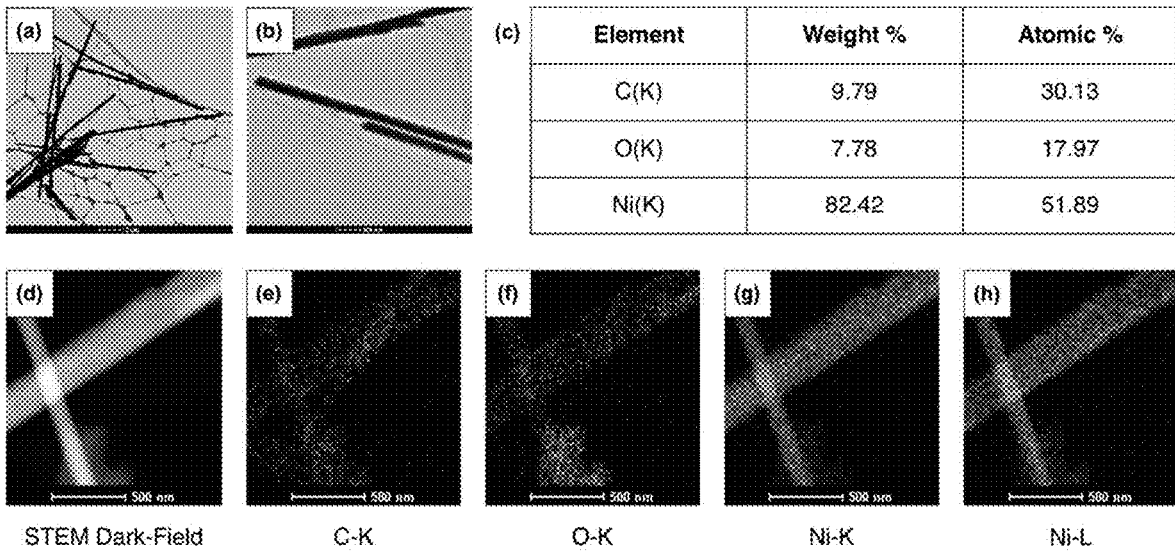 (a)
(b)
(c)
Element Weight % Atomic %
C(K) 9.79 30.13
O(K) 7.78 17.97
Ni(K) 82.42 51.89
(d)
(e)
(f)
(g)
(h)
500 nm
500 nm
500 nm
500 nm
500 nm
STEM Dark-Field
C-K
O-K
Ni-K
Ni-L